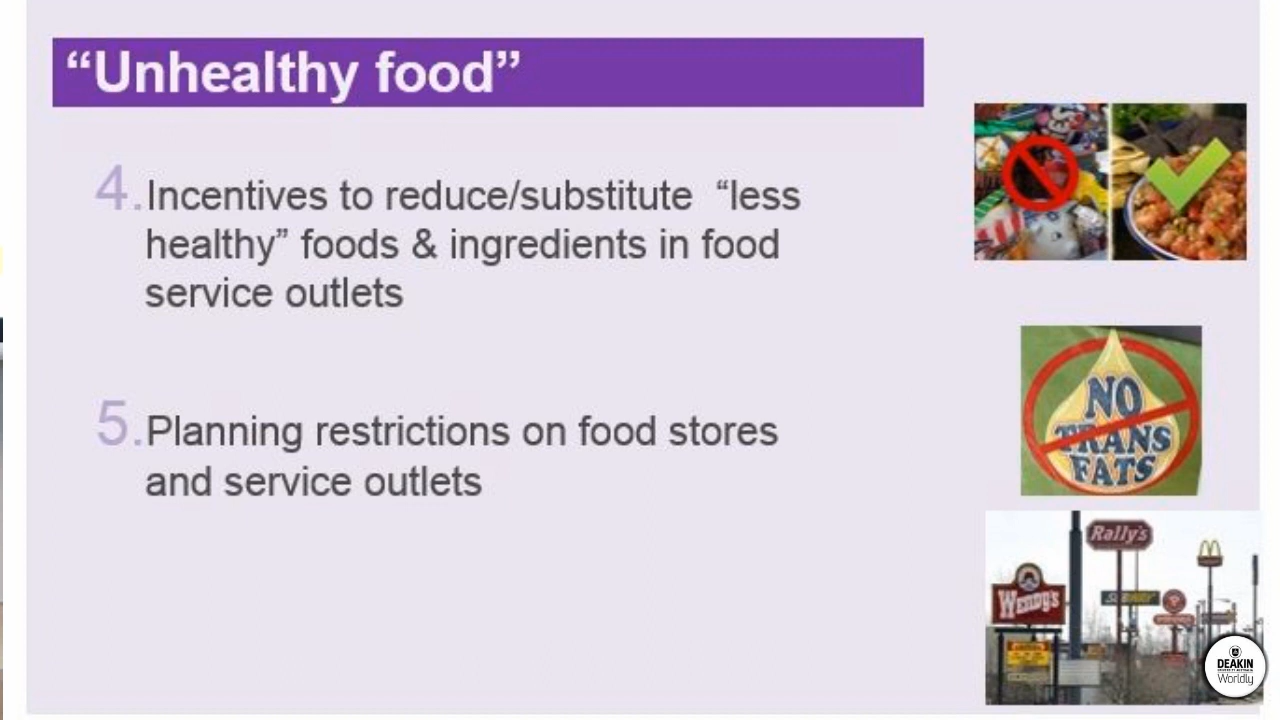 “Unhealthy food”
4. Incentives to reduce/substitute “less
healthy” foods & ingredients in food
service outlets
5. Planning restrictions on food stores
and service outlets
NO
TRANS
FATS
Rally's
Wendy's
SUBWAY
DEAKIN
Worldly